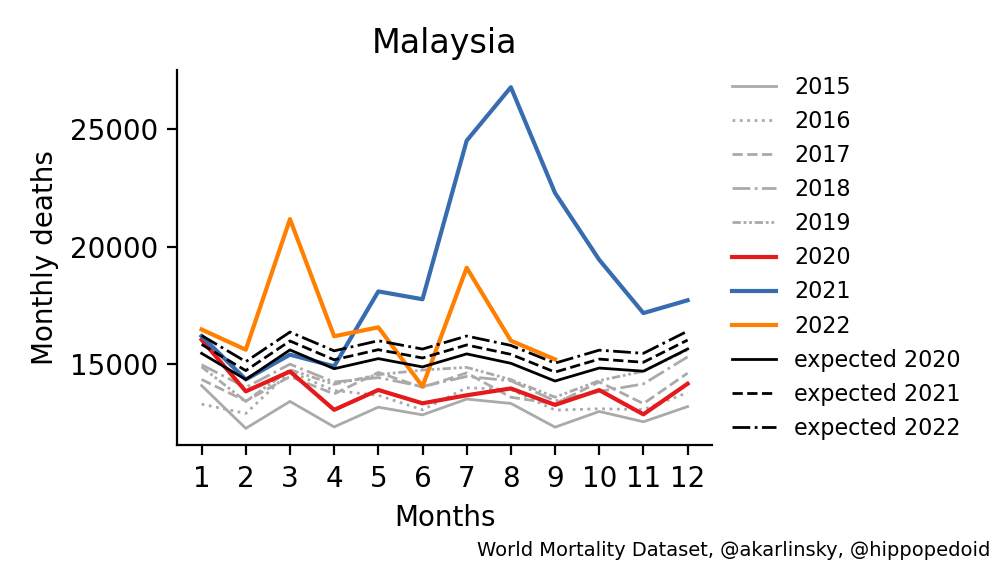 Malaysia
Monthly deaths
25000
20000
15000
1 2 3 4 5 6 7 8 9 10 11 12
Months
2015
2016
2017
2018
2019
2020
2021
2022
expected 2020
expected 2021
expected 2022
World Mortality Dataset, @akarlinsky, @hippopedoid